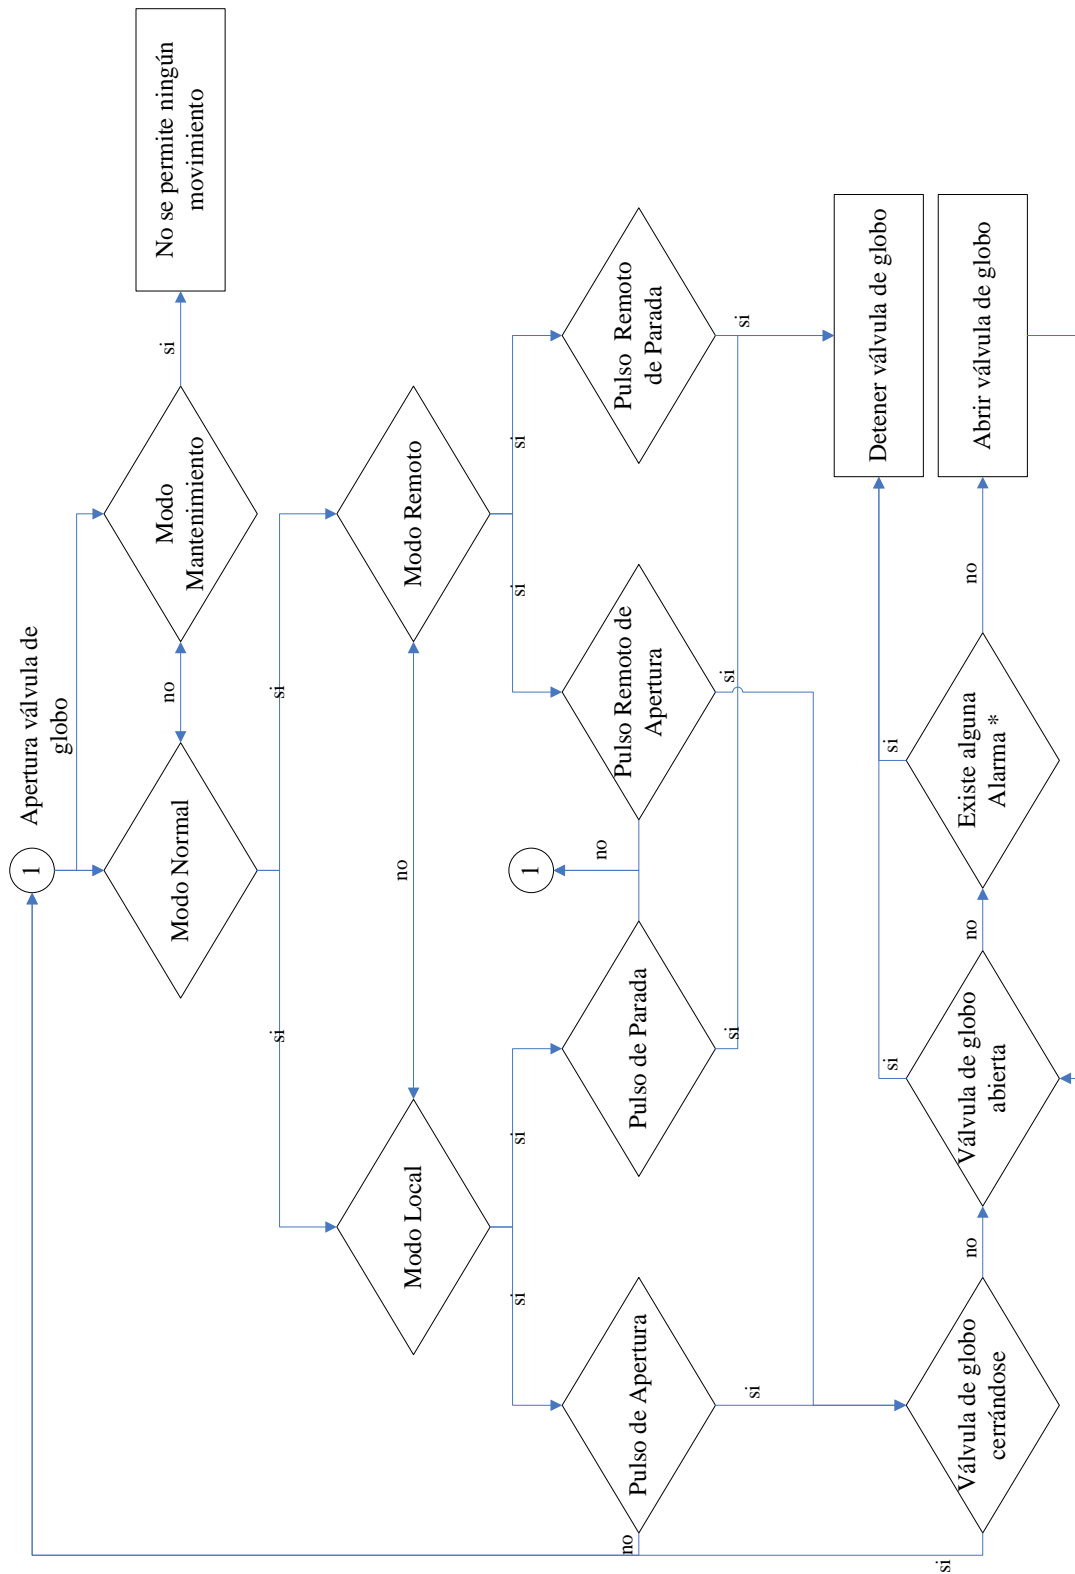 1
Apertura válvula de
globo
Modo Normal
no
Modo
Mantenimiento
si
No se permite ningún
movimiento
si
si
Modo Local
no
Modo Remoto
si
si
si
si
Pulso de Apertura
Pulso de Parada
1
no
Pulso Remoto de
Apertura
Pulso Remoto
de Parada
no
si
si
si
si
Válvula de globo
cerrándose
si
no
Válvula de globo
abierta
si
no
Existe alguna
Alarma *
si
no
Detener válvula de globo
Abrir válvula de globo